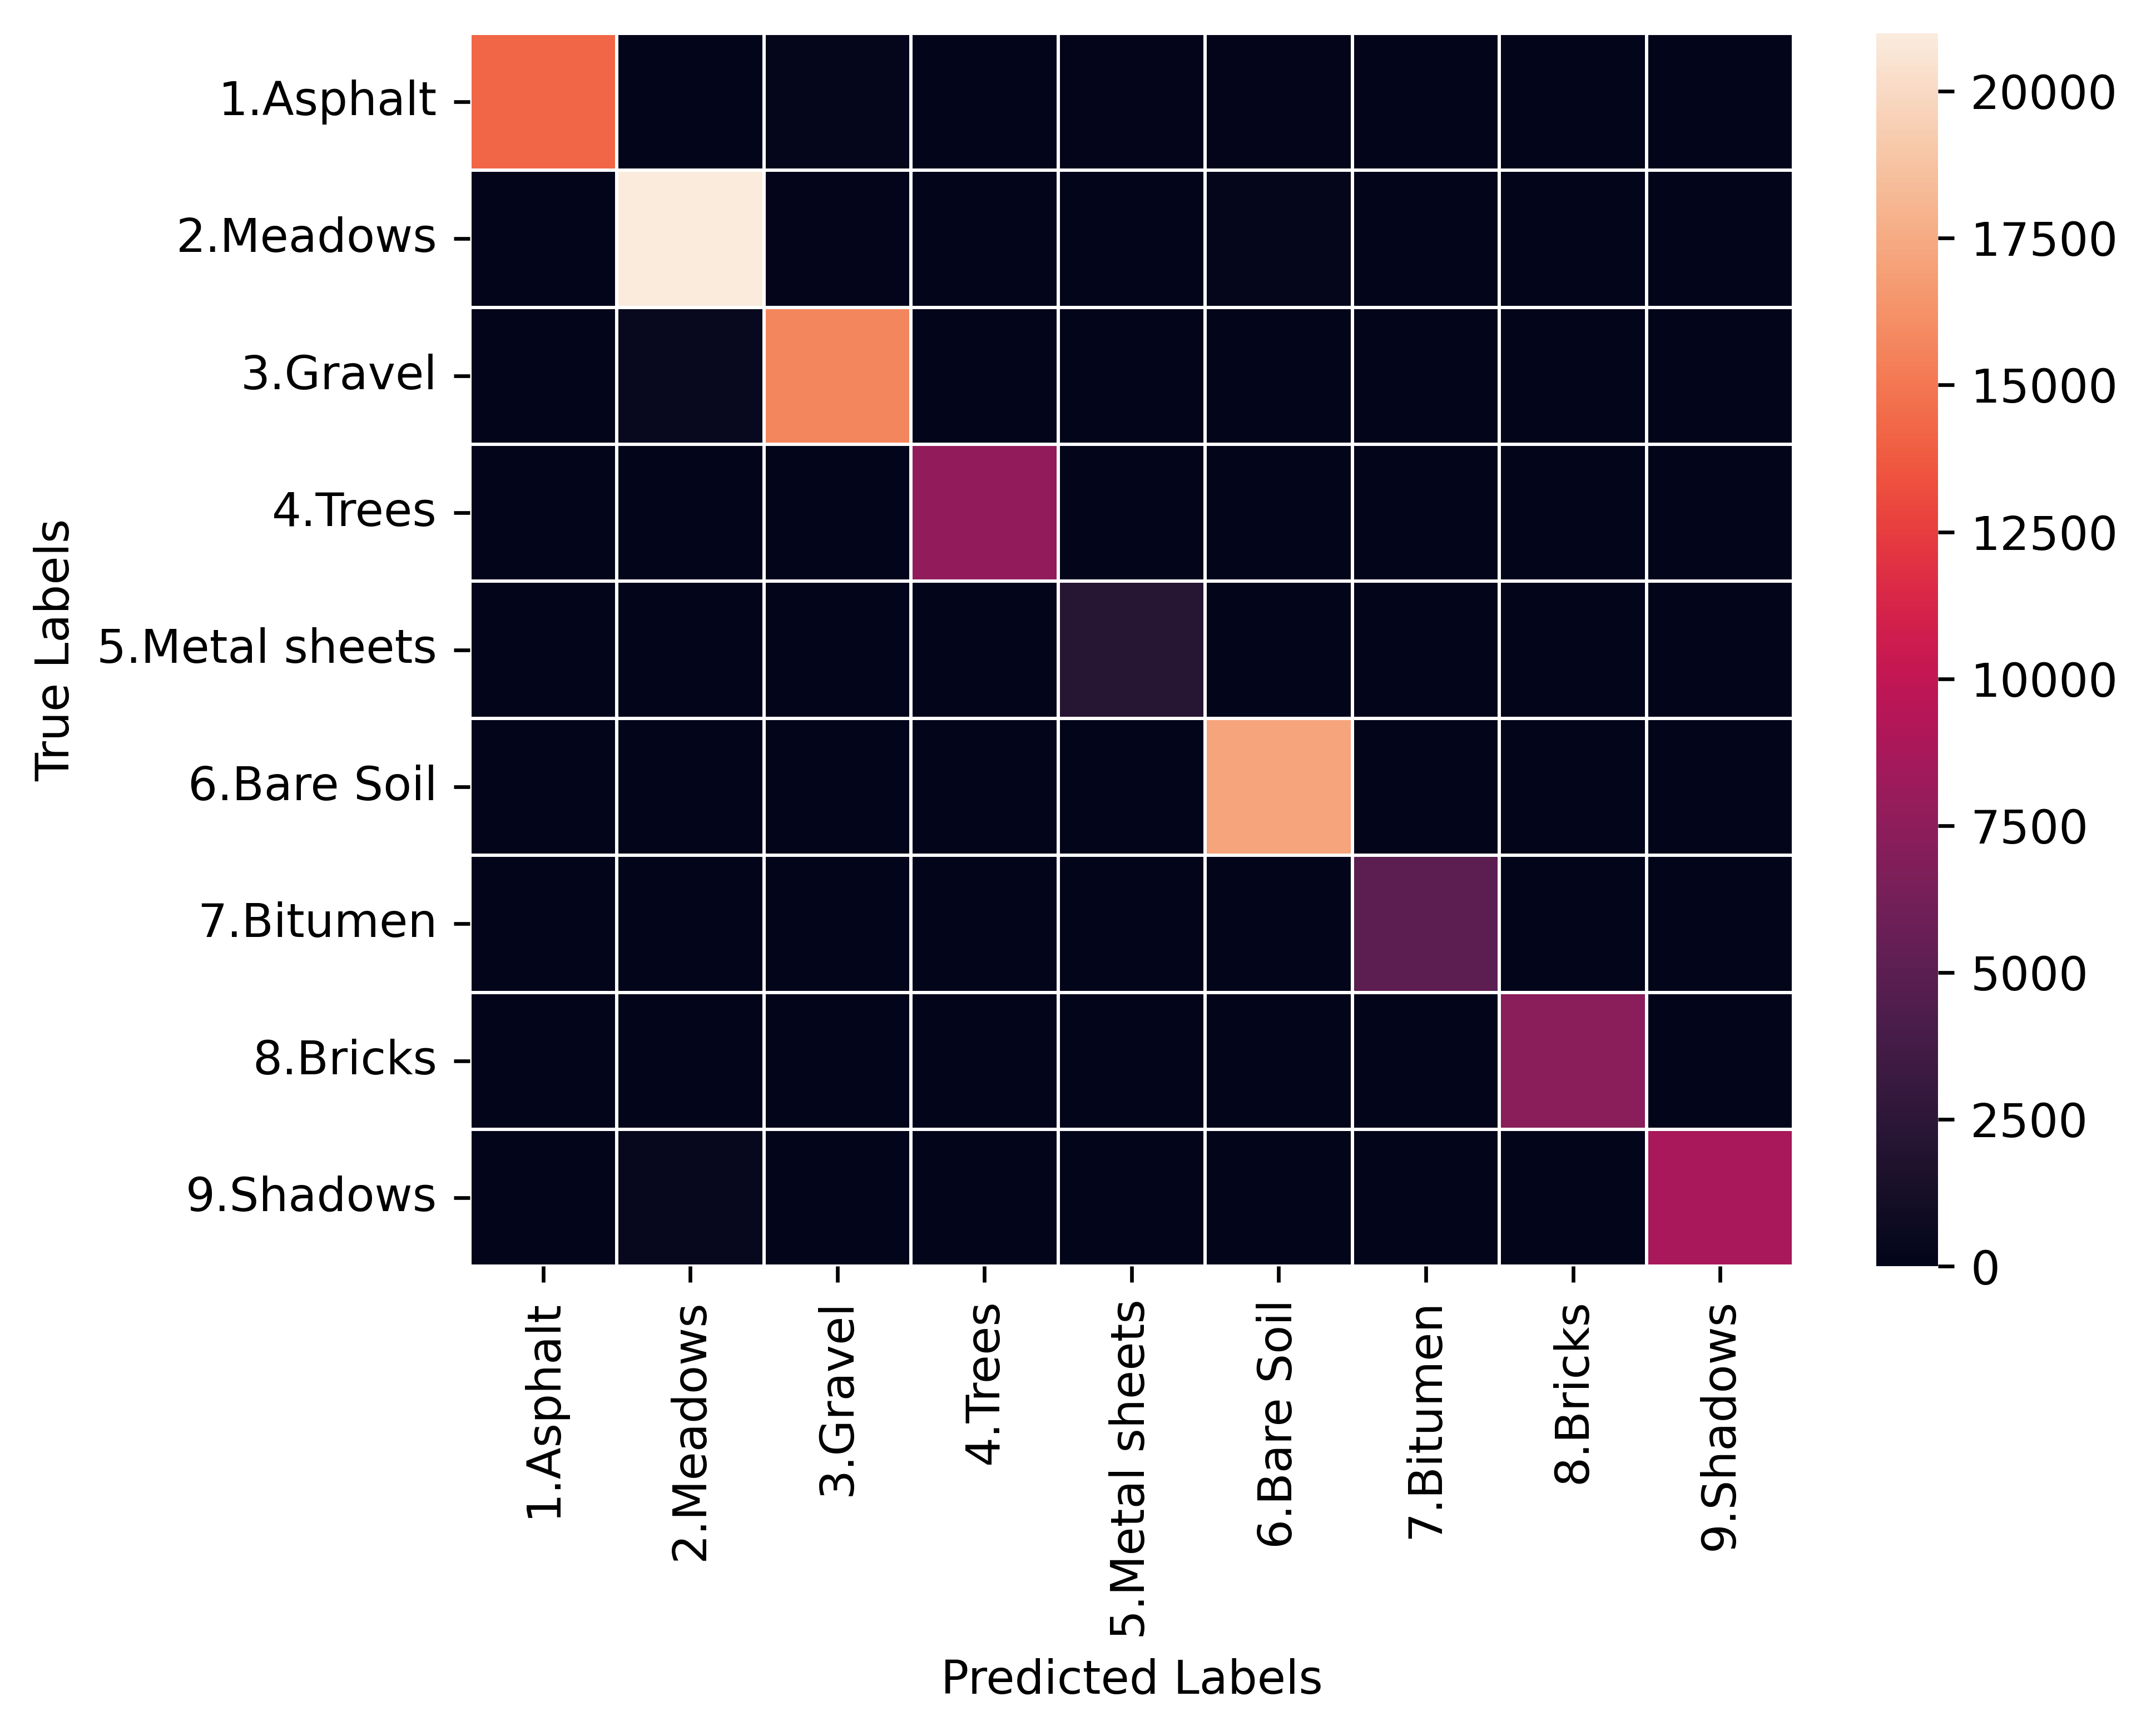 True Labels
1.Asphalt
2.Meadows
3.Gravel
4.Trees
5.Metal sheets
6.Bare Soil
7.Bitumen
8.Bricks
9.Shadows
1.Asphalt
2.Meadows
3.Gravel
4.Trees
5.Metal sheets
6.Bare Soil
7.Bitumen
8.Bricks
9.Shadows
Predicted Labels
20000
17500
15000
12500
10000
7500
5000
2500
0